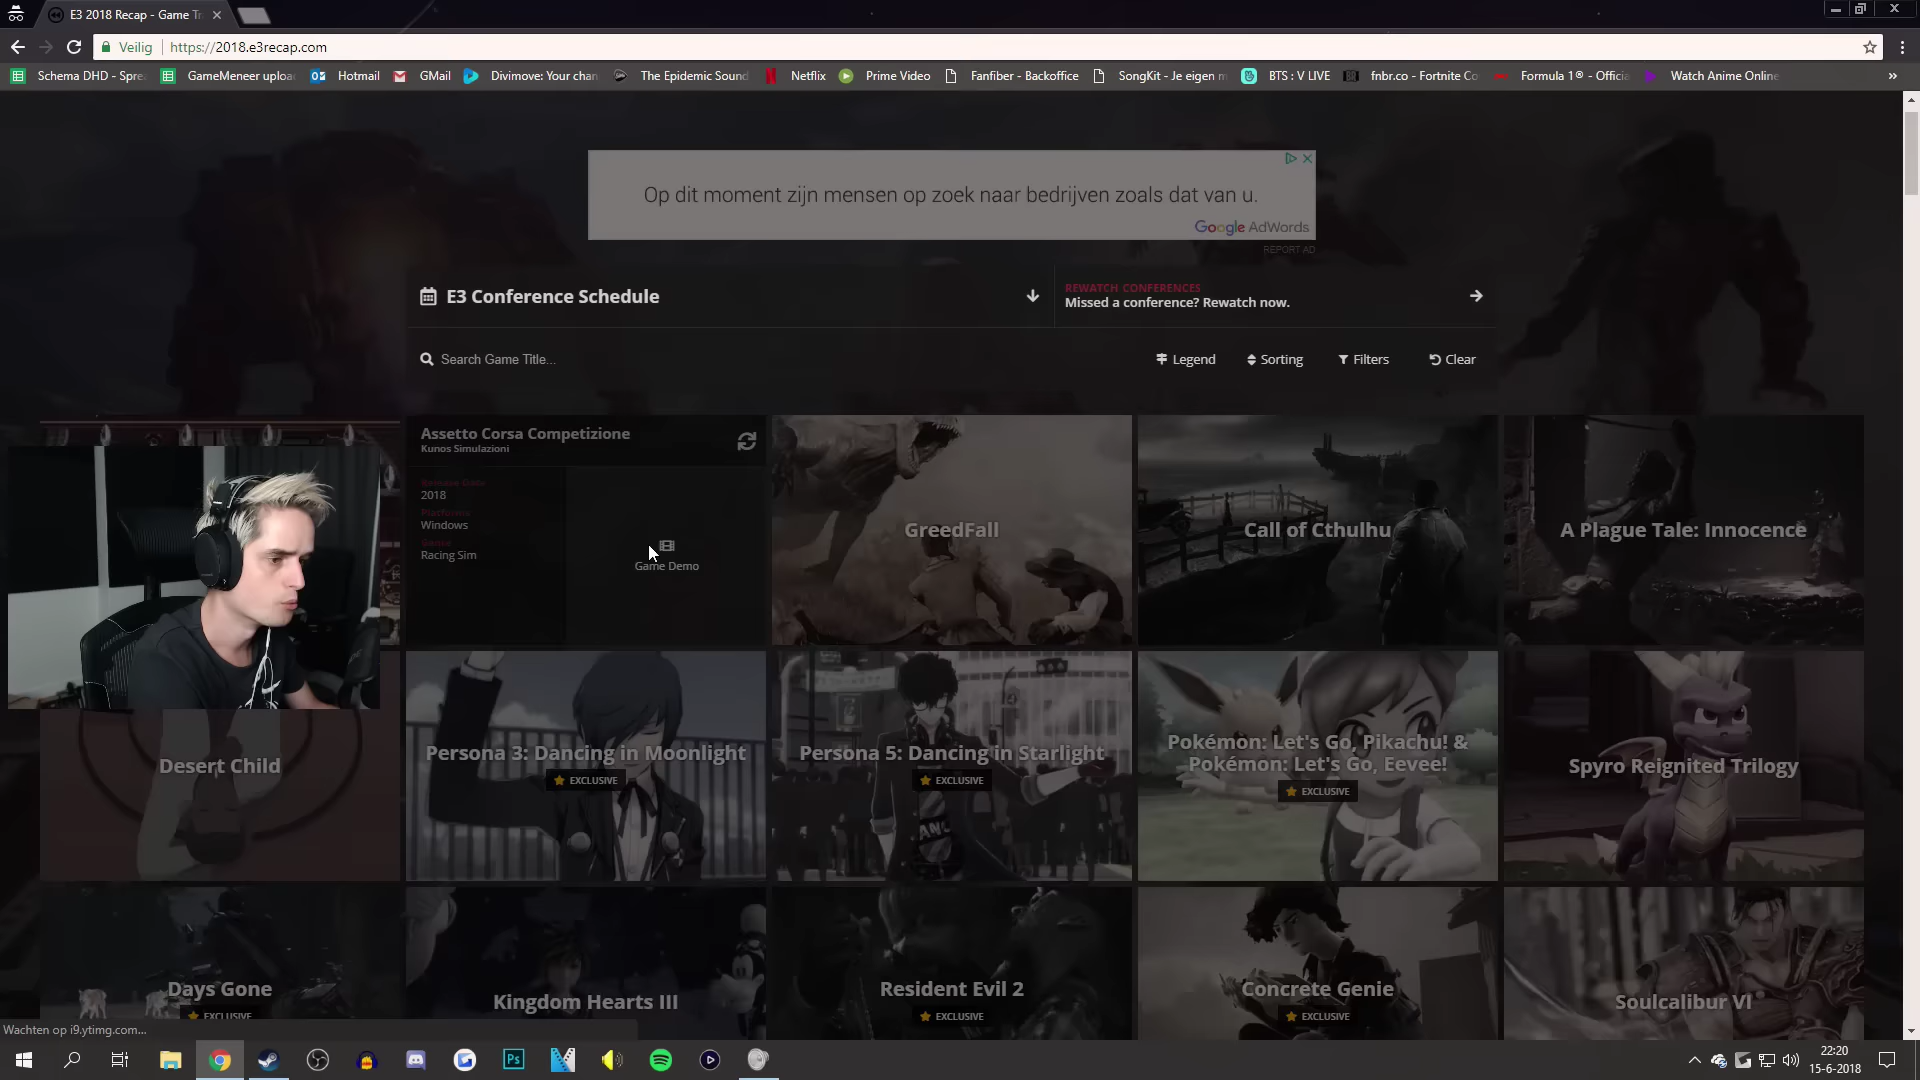 E3 2018 Recap - Game Tr
Veilig
https://2018.e3recap.com
Schema DHD - Spre
GameMeneer uploa
Hotmail
GMail
Divimove: Your chan
The Epidemic Sound
Netflix
Prime Video
Fanfiber - Backoffice
SongKit - Je eigen m
BTS : V LIVE
fnbr.co - Fortnite Co
Formula 1® - Officia
Watch Anime Online
Op dit moment zijn mensen op zoek naar bedrijven zoals dat van u.
Google AdWords
REPORT AD
E3 Conference Schedule
REWATCH CONFERENCES
Missed a conference? Rewatch now.
Search Game Title...
Legend
Sorting
Filters
Clear
Assetto Corsa Competizione
Kunos Simulazioni
Release Date
2018
Platforms
Windows
Genre
Racing Sim
Game Demo
GreedFall
Call of Cthulhu
A Plague Tale: Innocence
Desert Child
Persona 3: Dancing in Moonlight
EXCLUSIVE
Persona 5: Dancing in Starlight
EXCLUSIVE
Pokémon: Let's Go, Pikachu! &
Pokémon: Let's Go, Eevee!
EXCLUSIVE
Spyro Reignited Trilogy
Days Gone
EXCLUSIVE
Kingdom Hearts III
Resident Evil 2
EXCLUSIVE
Concrete Genie
EXCLUSIVE
Soulcalibur VI
Wachten op i9.ytimg.com...
Ps
22:20
15-6-2018